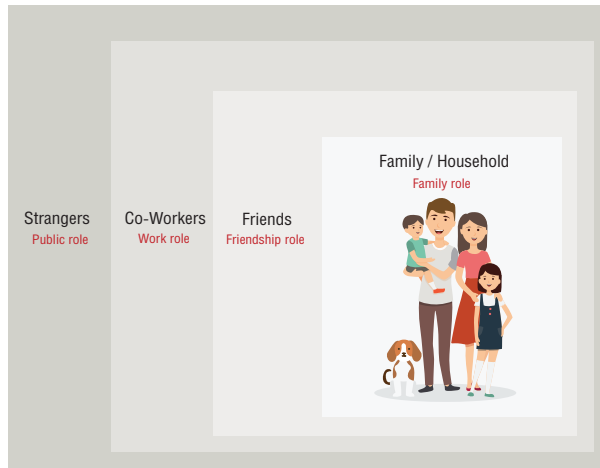 Family / Household
Family role
Strangers
Public role
Co-Workers
Work role
Friends
Friendship role